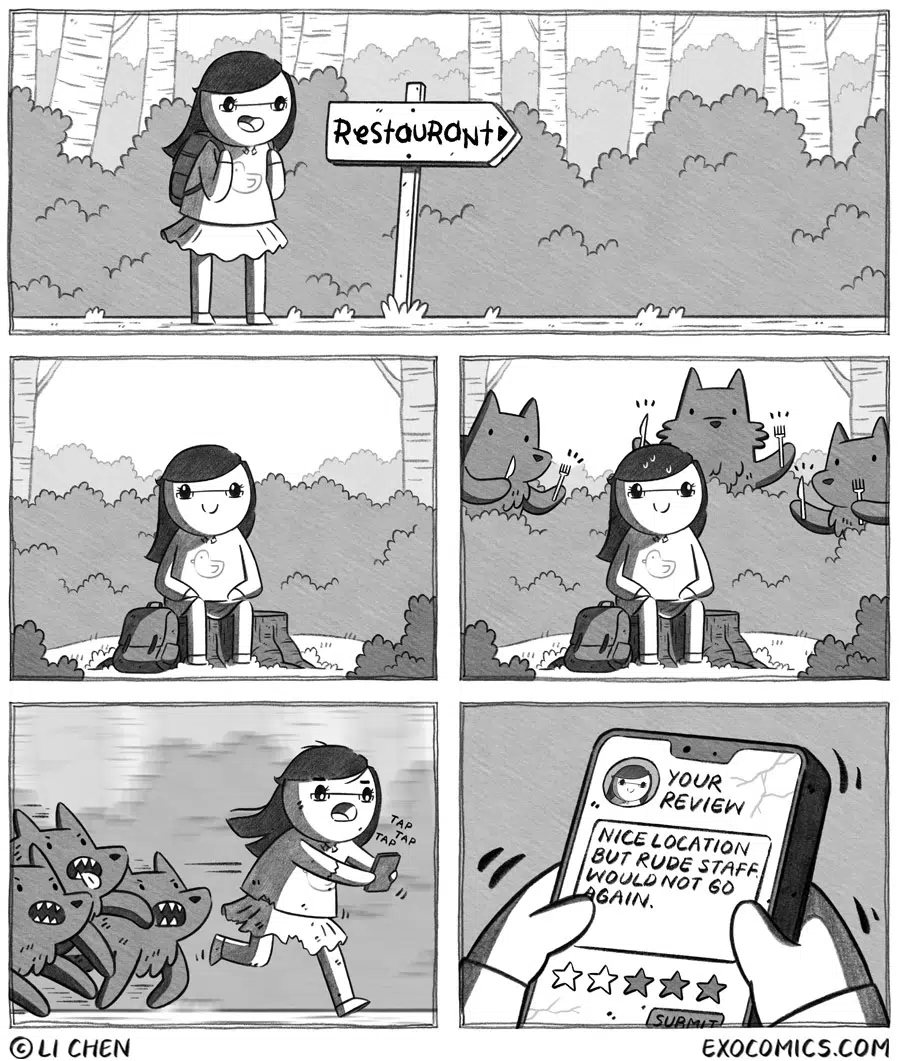 RestauRant
TAP
TAP
TAP
YOUR
REVIEW
NICE LOCATION
BUT RUDE STAFF.
WOULD NOT GO
AGAIN.
SUBMIT
© LI CHEN
EXOCOMICS.COM